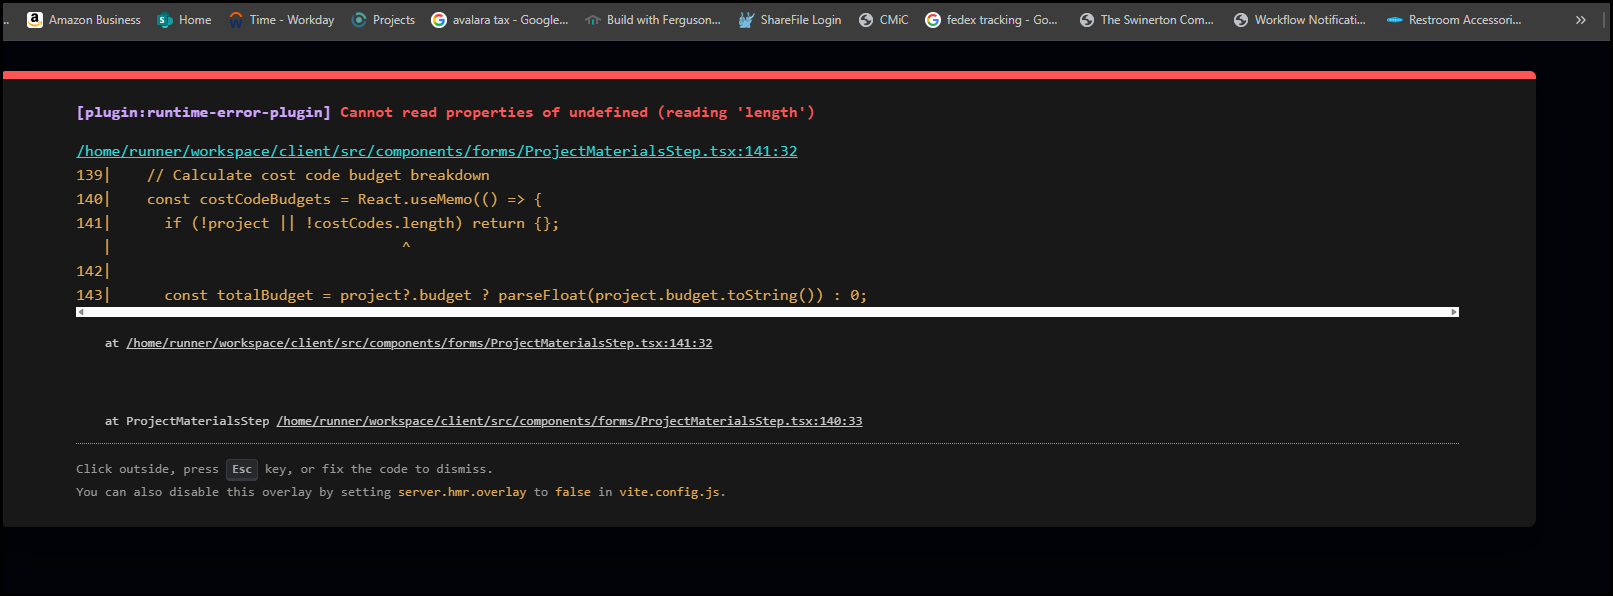 ... Amazon Business Home Time - Workday Projects avalara tax - Google... Build with Ferguson... ShareFile Login CMiC fedex tracking - Go... The Swinerton Com... Workflow Notificati... Restroom Accessori... »
[plugin:runtime-error-plugin] Cannot read properties of undefined (reading 'length')
/home/runner/workspace/client/src/components/forms/ProjectMaterialsStep.tsx:141:32
139|    // Calculate cost code budget breakdown
140|    const costCodeBudgets = React.useMemo(() => {
141|      if (!project || !costCodes.length) return {};
   |                                 ^
142|
143|      const totalBudget = project?.budget ? parseFloat(project.budget.toString()) : 0;
at /home/runner/workspace/client/src/components/forms/ProjectMaterialsStep.tsx:141:32
at ProjectMaterialsStep /home/runner/workspace/client/src/components/forms/ProjectMaterialsStep.tsx:140:33
Click outside, press Esc key, or fix the code to dismiss.
You can also disable this overlay by setting server.hmr.overlay to false in vite.config.js.